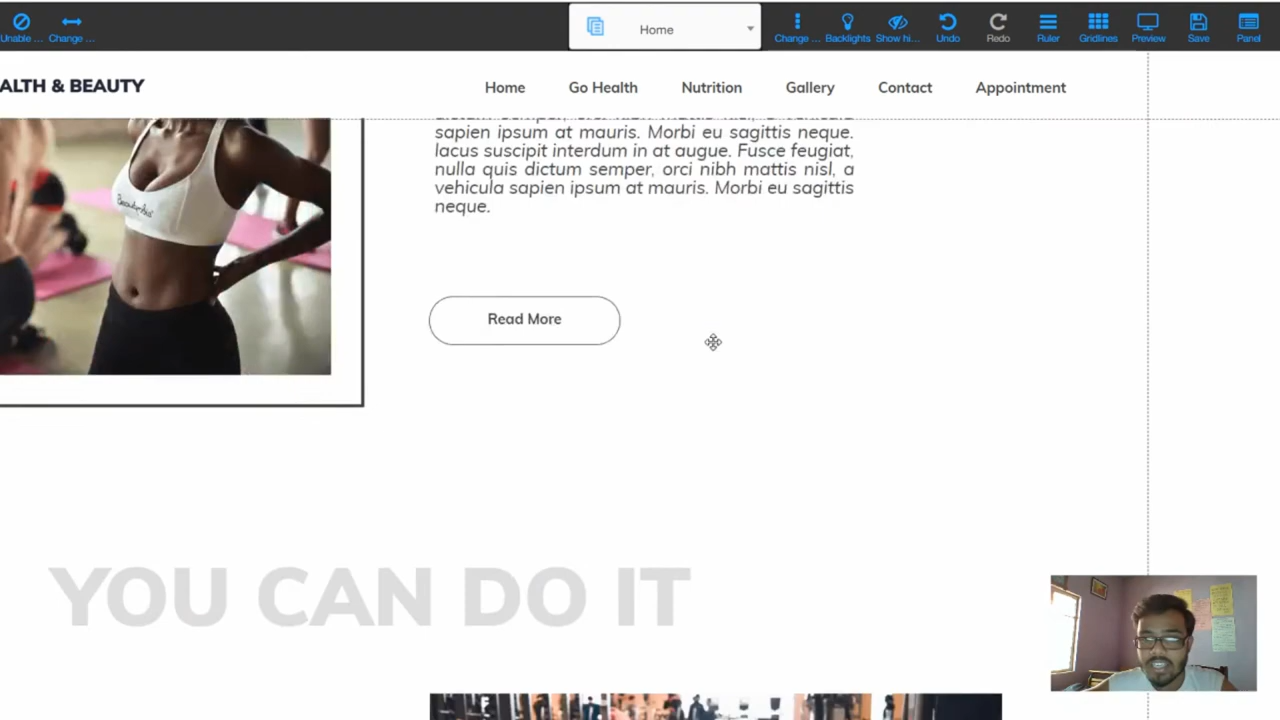 Unable ...
Change ...
Home
Change ...
Backlights
Show hi...
Undo
Redo
Ruler
Gridlines
Preview
Save
Panel
ALTH & BEAUTY
Home
Go Health
Nutrition
Gallery
Contact
Appointment
sapien ipsum at mauris. Morbi eu sagittis neque.
lacus suscipit interdum in at augue. Fusce feugiat,
nulla quis dictum semper, orci nibh mattis nisl, a
vehicula sapien ipsum at mauris. Morbi eu sagittis
neque.
Read More
YOU CAN DO IT